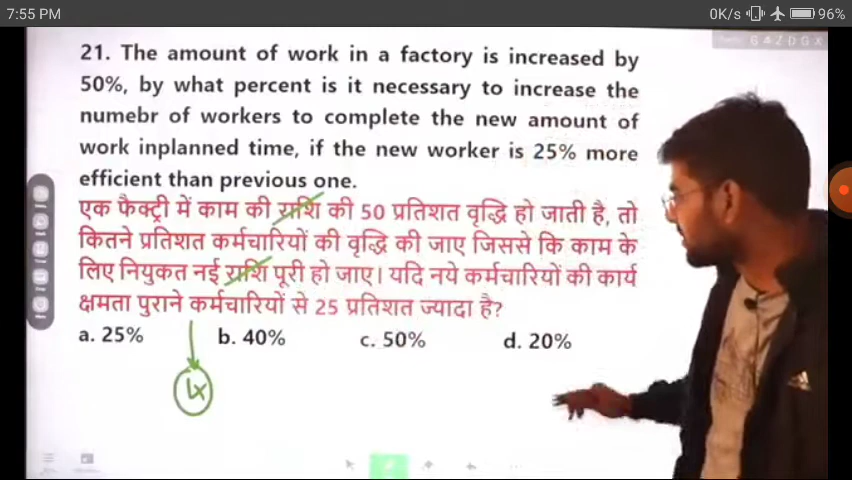 7:55 PM
0K/s 96%
21. The amount of work in a factory is increased by
50%, by what percent is it necessary to increase the
numebr of workers to complete the new amount of
work inplanned time, if the new worker is 25% more
efficient than previous one.
एक फैक्ट्री में काम की राशि की 50 प्रतिशत वृद्धि हो जाती है, तो
कितने प्रतिशत कर्मचारियों की वृद्धि की जाए जिससे कि काम के
लिए नियुकत नई राशि पूरी हो जाए। यदि नये कर्मचारियों की कार्य
क्षमता पुराने कर्मचारियों से 25 प्रतिशत ज्यादा है?
a. 25% b. 40% c. 50% d. 20%
4x